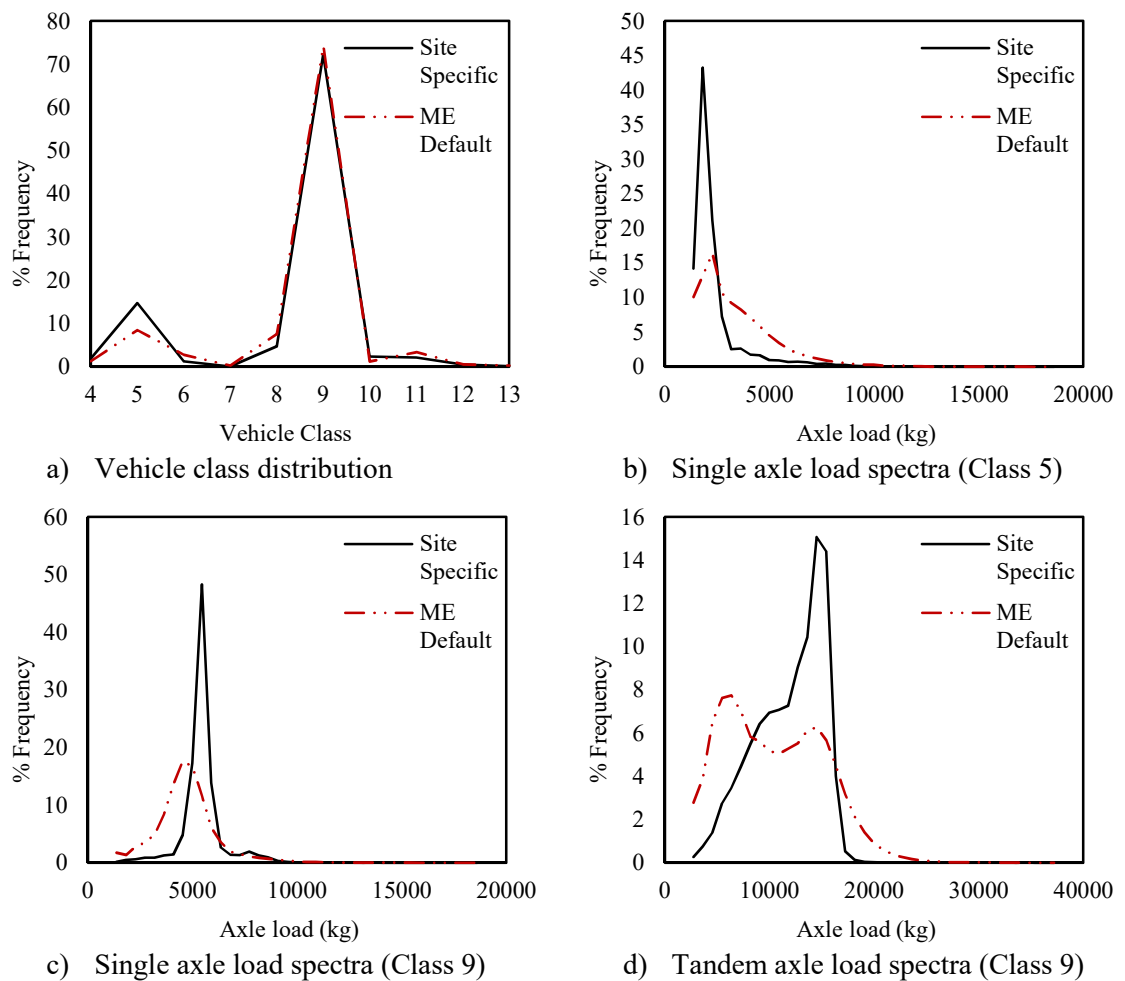 80
70
60
50
40
30
20
10
0
% Frequency
Site
Specific
ME
Default
4 5 6 7 8 9 10 11 12 13
Vehicle Class
a) Vehicle class distribution
50
45
40
35
30
25
20
15
10
5
0
% Frequency
Site
Specific
ME
Default
0 5000 10000 15000 20000
Axle load (kg)
b) Single axle load spectra (Class 5)
60
50
40
30
20
10
0
% Frequency
Site
Specific
ME
Default
0 5000 10000 15000 20000
Axle load (kg)
c) Single axle load spectra (Class 9)
16
14
12
10
8
6
4
2
0
% Frequency
Site
Specific
ME
Default
0 10000 20000 30000 40000
Axle load (kg)
d) Tandem axle load spectra (Class 9)